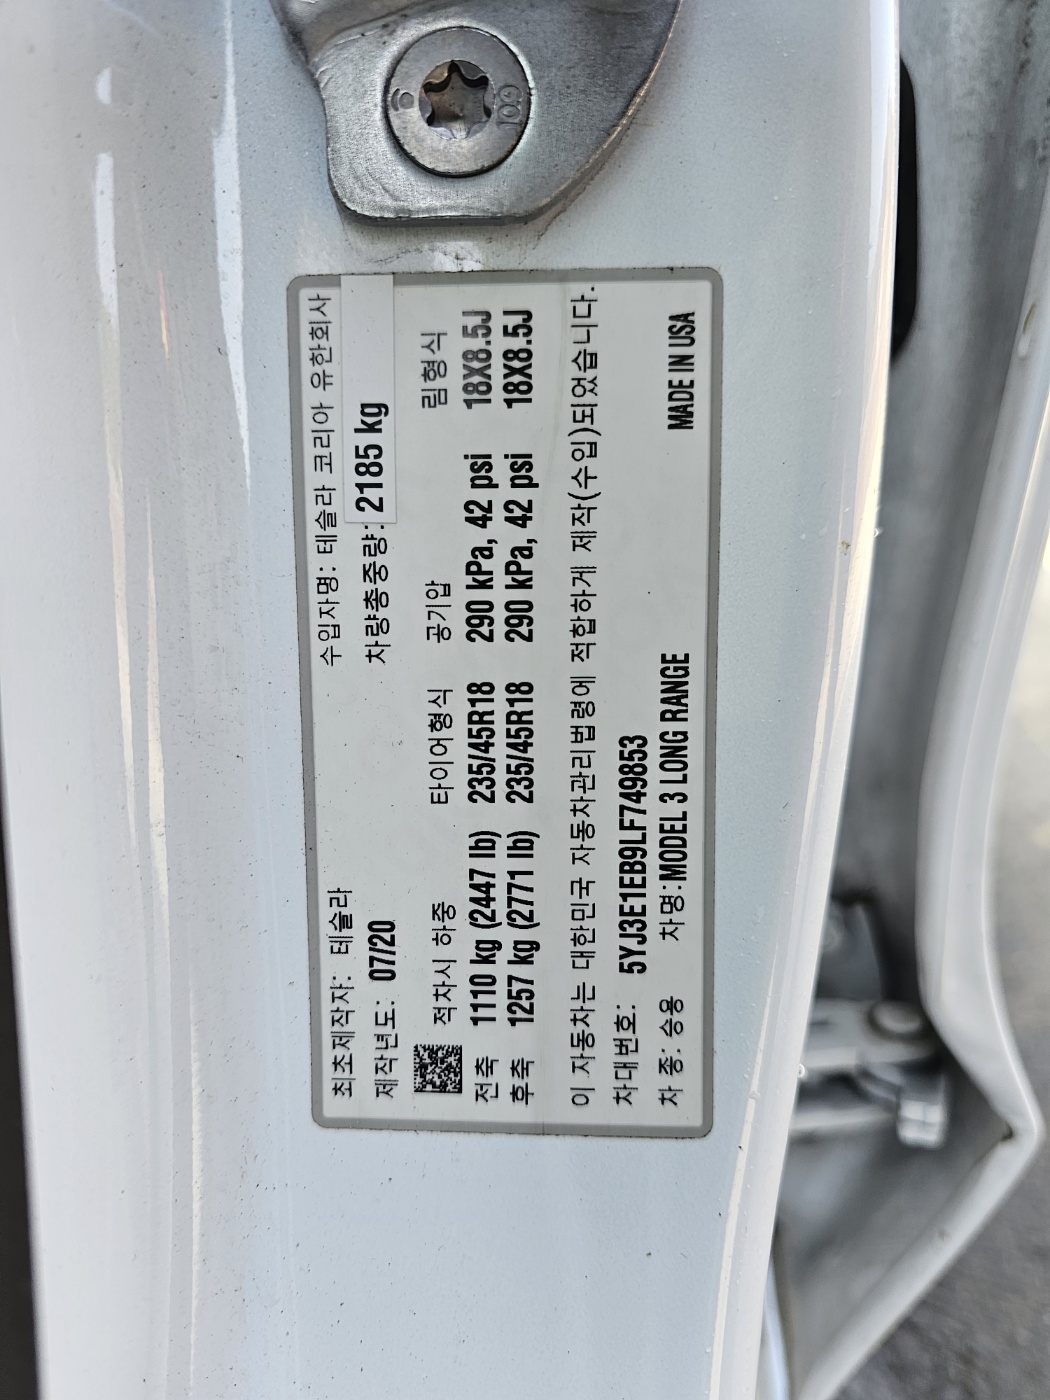 최초제작자: 테슬라 수입자명: 테슬라 코리아 유한회사
제작년도: 07/20 차량총중량: 2185 kg
적차시 하중 타이어형식 공기압 림형식
전축 1110 kg (2447 lb) 235/45R18 290 kPa, 42 psi 18X8.5J
후축 1257 kg (2771 lb) 235/45R18 290 kPa, 42 psi 18X8.5J
이 자동차는 대한민국 자동차관리법령에 적합하게 제작(수입)되었습니다.
차대번호: 5YJ3E1EB9LF749853
차 종: 승용 차명: MODEL 3 LONG RANGE MADE IN USA
100